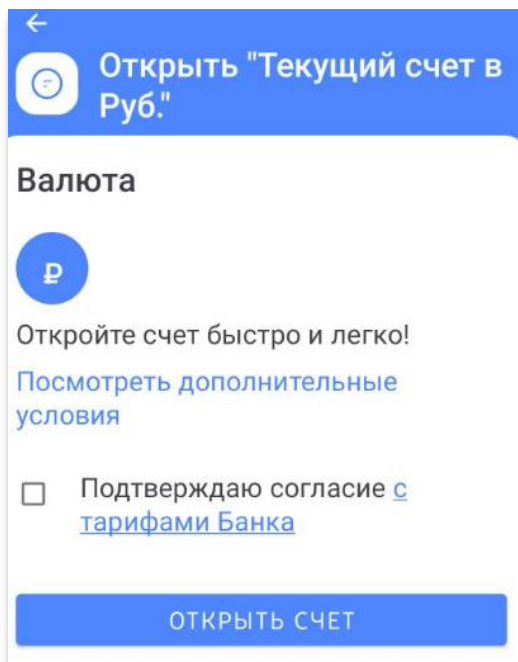 Открыть "Текущий счет в
Руб."
Валюта
₽
Откройте счет быстро и легко!
Посмотреть дополнительные
условия
Подтверждаю согласие с
тарифами Банка
ОТКРЫТЬ СЧЕТ